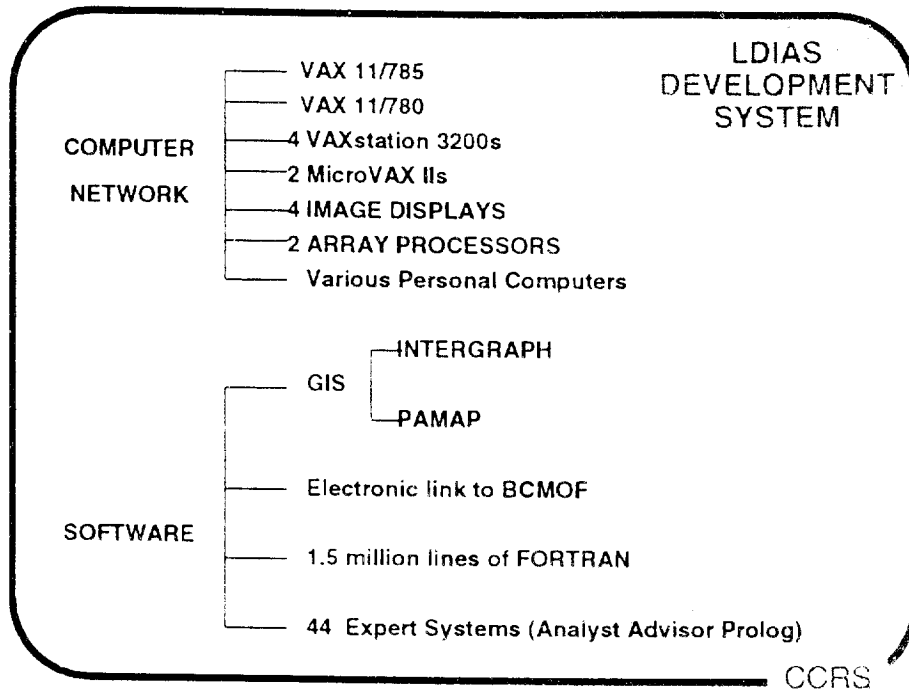 LDIAS
DEVELOPMENT
SYSTEM
COMPUTER
NETWORK
VAX 11/785
VAX 11/780
4 VAXstation 3200s
2 MicroVAX IIs
4 IMAGE DISPLAYS
2 ARRAY PROCESSORS
Various Personal Computers
SOFTWARE
GIS
INTERGRAPH
PAMAP
Electronic link to BCMOF
1.5 million lines of FORTRAN
44 Expert Systems (Analyst Advisor Prolog)
CCRS